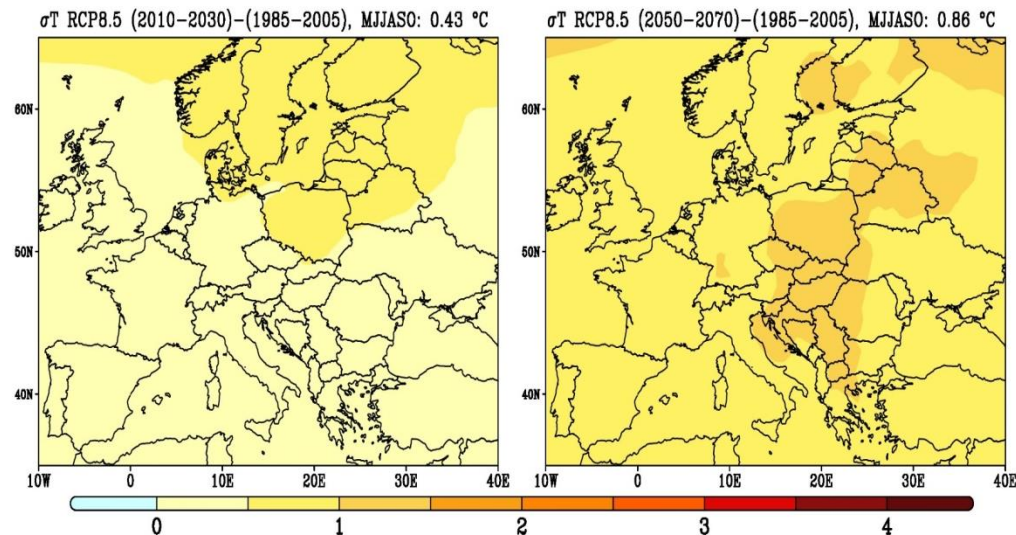 σT RCP8.5 (2010−2030)−(1985−2005), MJJASO: 0.43 °C
σT RCP8.5 (2050−2070)−(1985−2005), MJJASO: 0.86 °C
60N
50N
40N
10W 0 10E 20E 30E 40E
60N
50N
40N
10W 0 10E 20E 30E 40E
0 1 2 3 4